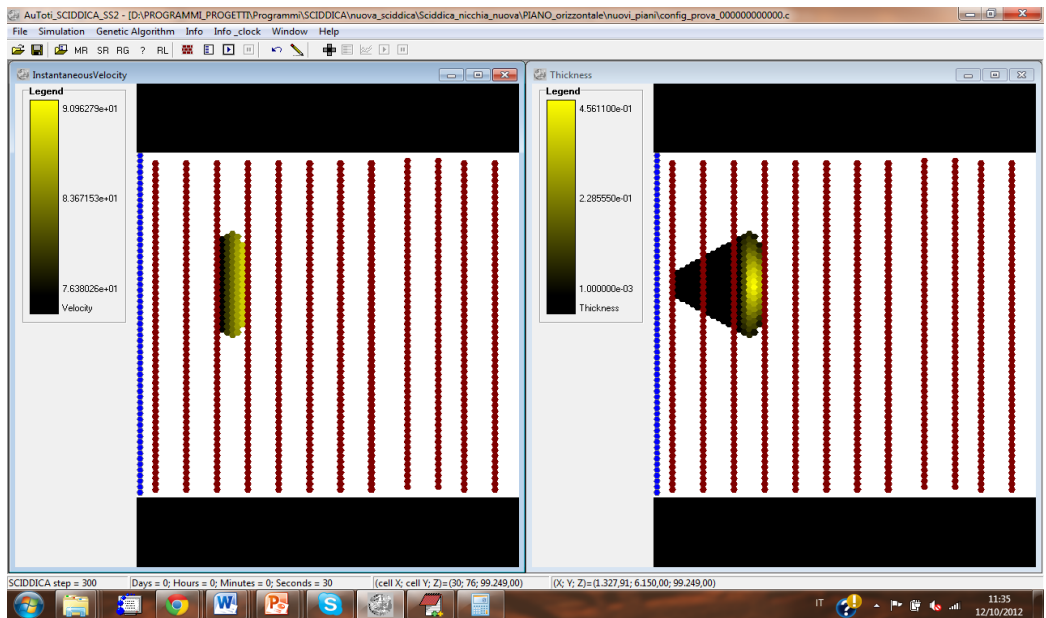 AuToti_SCIDDICA_SS2 - [D:\PROGRAMMI_PROGETTI\Programmi\SCIDDICA\nuova_sciddica\Sciddica_nicchia_nuova\PIANO_orizzontale\nuovi_piani\config_prova_000000000000.c
File Simulation Genetic Algorithm Info Info_clock Window Help
MR SR RG ? RL
InstantaneousVelocity
Legend
9.096279e+01
8.367153e+01
7.638026e+01
Velocity
Thickness
Legend
4.561100e-01
2.285550e-01
1.000000e-03
Thickness
SCIDDICA step = 300 Days = 0; Hours = 0; Minutes = 0; Seconds = 30 (cell X; cell Y; Z)=(30; 76; 99.249,00) (X; Y; Z)=(1.327,91; 6.150,00; 99.249,00)
IT 11:35
12/10/2012